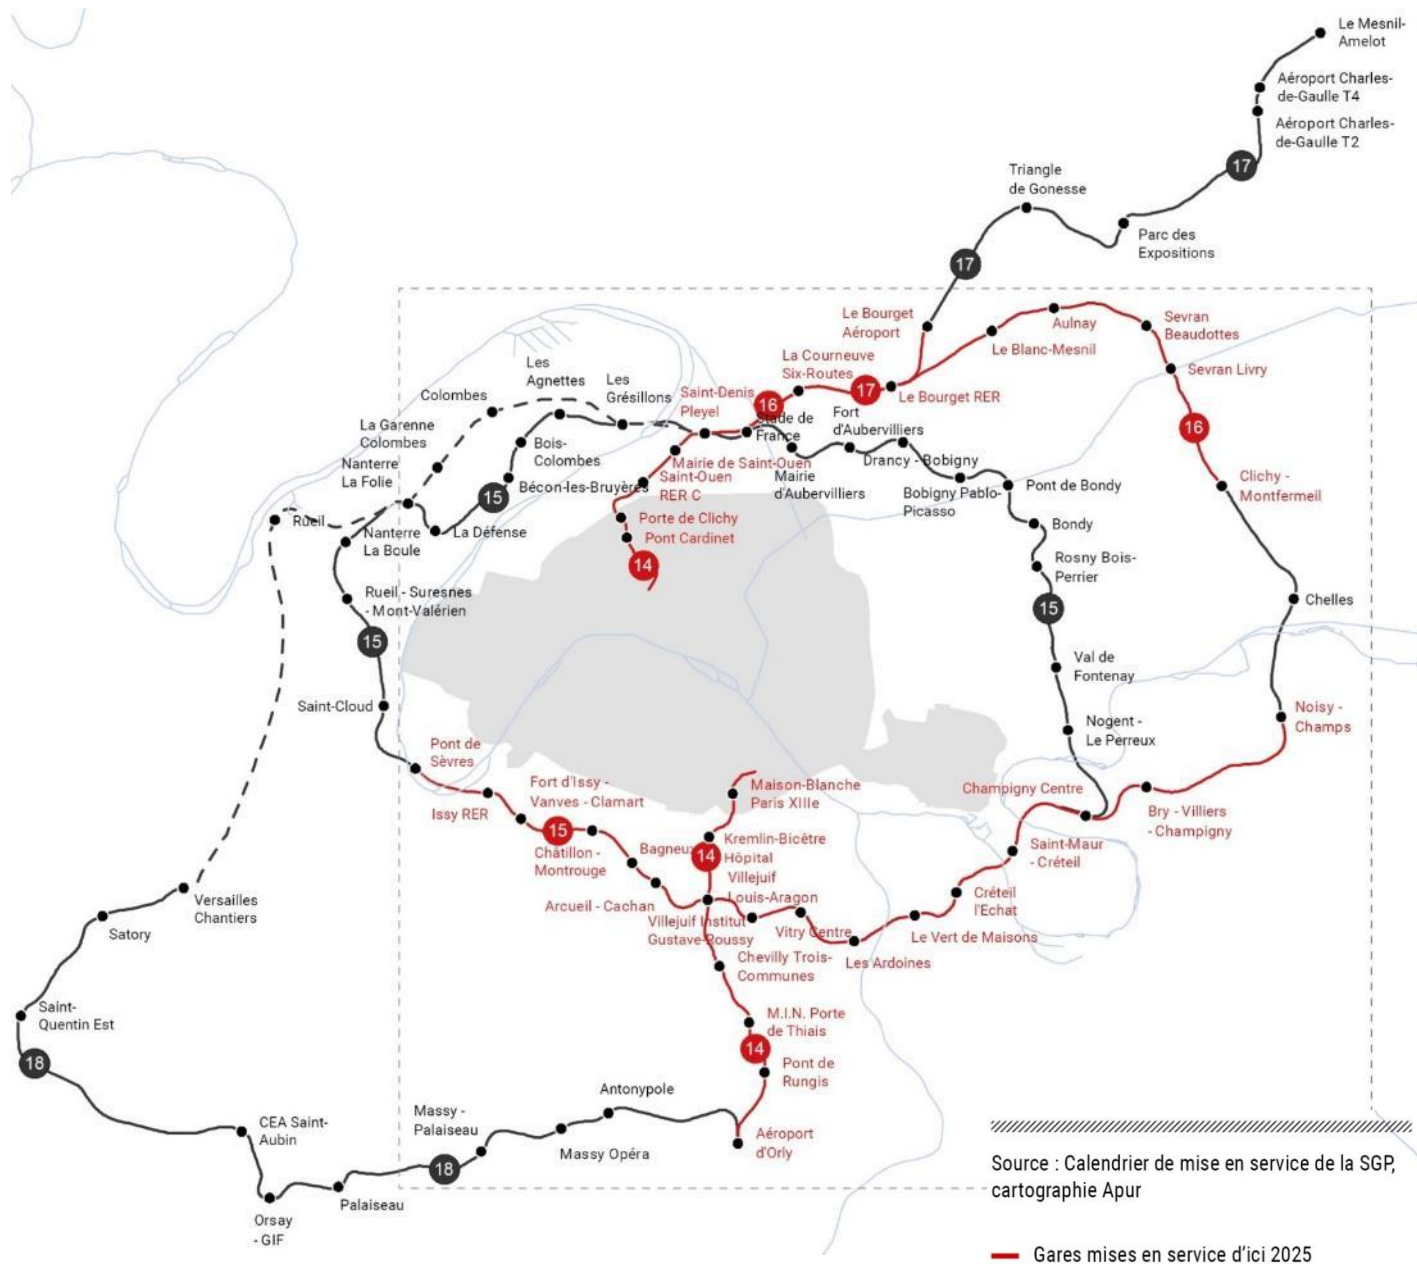 Le Mesnil-
Amelot
Aéroport Charles-
de-Gaulle T4
Aéroport Charles-
de-Gaulle T2
17
Triangle
de Gonesse
Parc des
Expositions
17
Le Bourget
Aéroport
Aulnay
Sevran
Beaudottes
Le Blanc-Mesnil
La Courneuve
Six-Routes
Sevran Livry
Les
Agnettes
Les
Grésillons
Colombes
Saint-Denis
Pleyel
16
17
Le Bourget RER
La Garenne
Colombes
Stade de
France
Fort
d'Aubervilliers
16
Bois-
Colombes
Nanterre
La Folie
Mairie de Saint-Ouen
Drancy - Bobigny
Saint-Ouen
RER C
Mairie
d'Aubervilliers
Bobigny Pablo-
Picasso
Pont de Bondy
Clichy -
Montfermeil
15
Bécon-les-Bruyères
Rueil
La Défense
Porte de Clichy
Pont Cardinet
Bondy
Nanterre
La Boule
14
Rosny Bois-
Perrier
Rueil - Suresnes
- Mont-Valérien
15
Chelles
15
Val de
Fontenay
Saint-Cloud
Nogent -
Le Perreux
Noisy -
Champs
Pont de
Sèvres
Issy RER
Fort d'Issy -
Vanves - Clamart
Maison-Blanche
Paris XIIIe
Champigny Centre
Bry - Villiers
- Champigny
15
Châtillon -
Montrouge
Bagneux
14
Kremlin-Bicêtre
Hôpital
Saint-Maur
- Créteil
Villejuif
Louis-Aragon
Arcueil - Cachan
Créteil
l'Echat
Versailles
Chantiers
Satory
Villejuif Institut
Gustave-Roussy
Vitry Centre
Le Vert de Maisons
Les Ardoines
Chevilly Trois-
Communes
Saint-
Quentin Est
M.I.N. Porte
de Thiais
18
14
Pont de
Rungis
Antonypole
CEA Saint-
Aubin
Massy -
Palaiseau
Massy Opéra
Aéroport
d'Orly
18
Palaiseau
Orsay
- GIF
Source : Calendrier de mise en service de la SGP,
cartographie Apur
Gares mises en service d'ici 2025